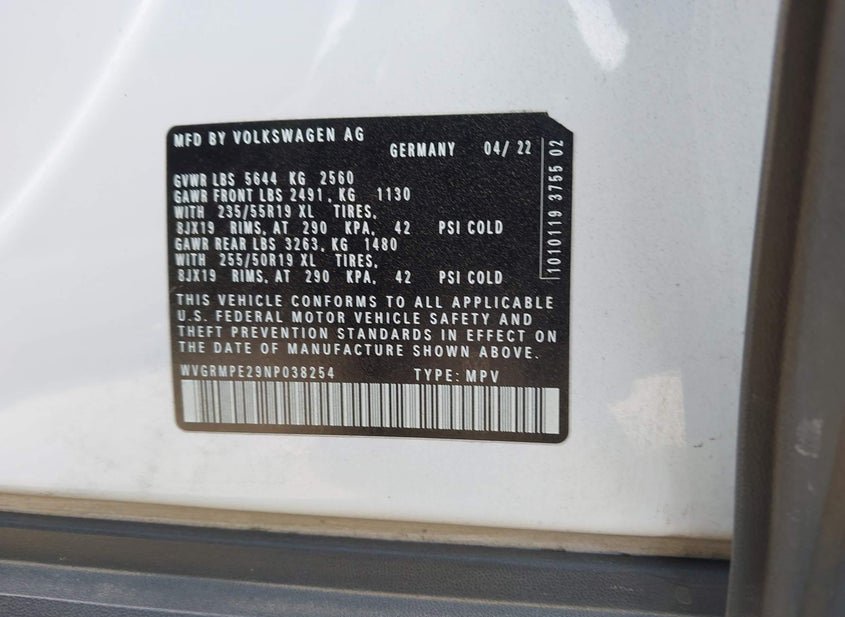 MFD BY VOLKSWAGEN AG
GERMANY 04/ 22
GVWR LBS 5644 KG 2560
GAWR FRONT LBS 2491, KG 1130
WITH 235/55R19 XL TIRES,
8JX19 RIMS, AT 290 KPA, 42 PSI COLD
GAWR REAR LBS 3263, KG 1480
WITH 255/50R19 XL TIRES,
8JX19 RIMS, AT 290 KPA, 42 PSI COLD
THIS VEHICLE CONFORMS TO ALL APPLICABLE
U.S. FEDERAL MOTOR VEHICLE SAFETY AND
THEFT PREVENTION STANDARDS IN EFFECT ON
THE DATE OF MANUFACTURE SHOWN ABOVE.
WVGRMPE29NP038254 TYPE: MPV
1010119 3755 02